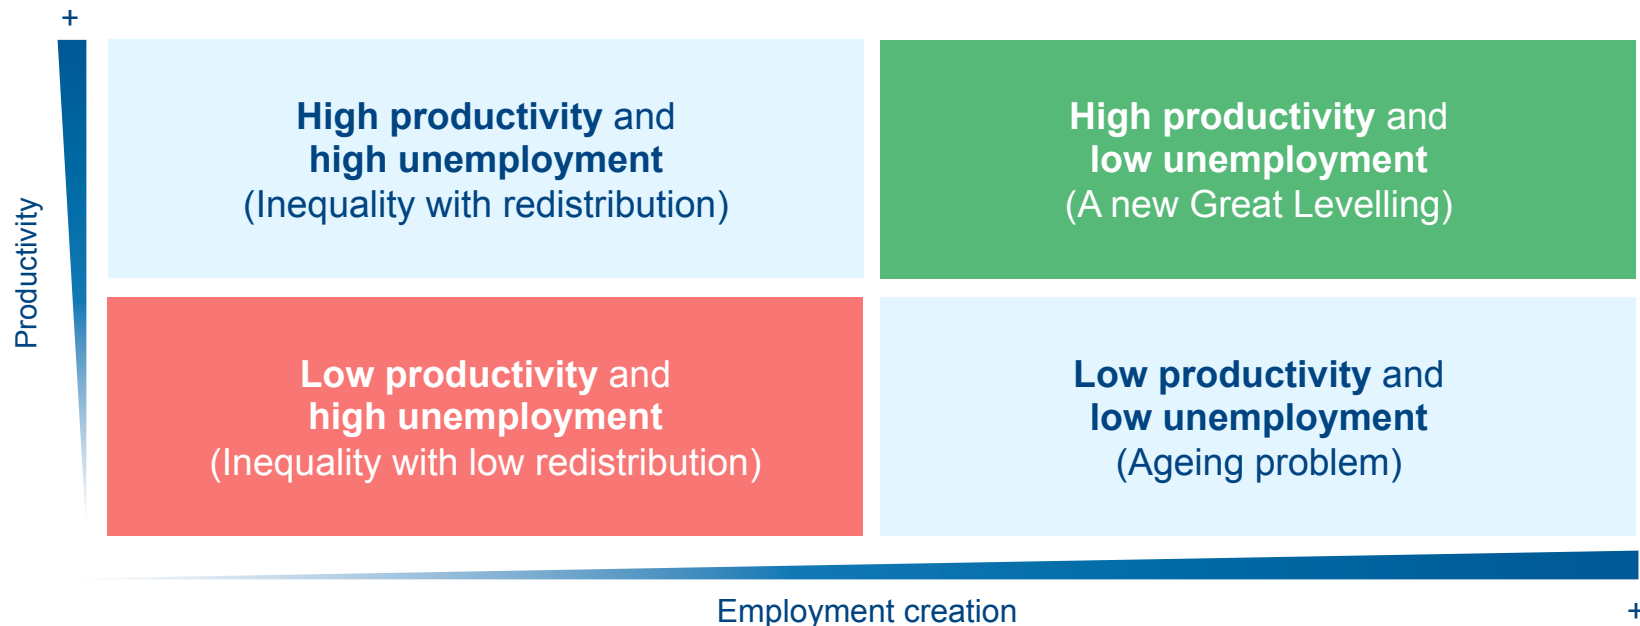 +
High productivity and
high unemployment
(Inequality with redistribution)
High productivity and
low unemployment
(A new Great Levelling)
Productivity
Low productivity and
high unemployment
(Inequality with low redistribution)
Low productivity and
low unemployment
(Ageing problem)
Employment creation
+